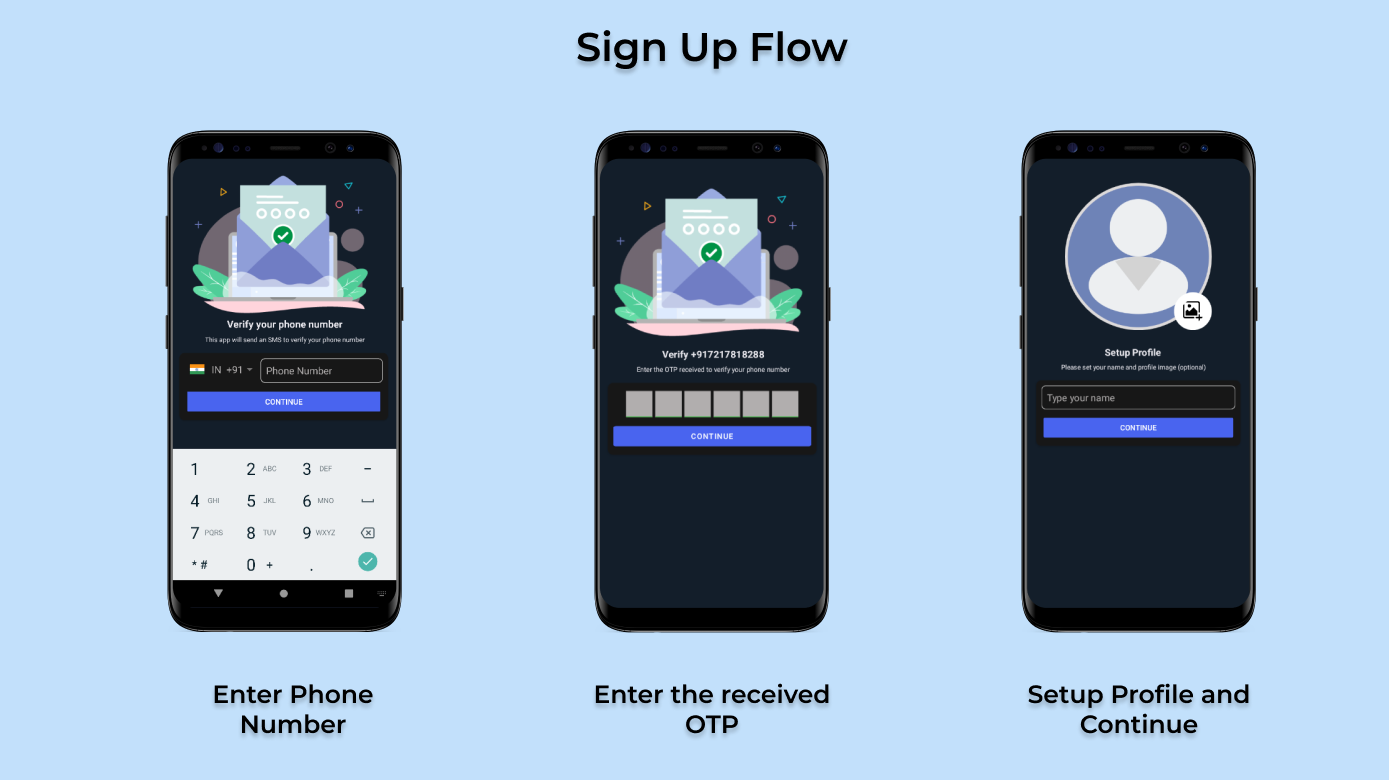 Sign Up Flow
Verify your phone number
This app will send an SMS to verify your phone number
IN +91
Phone Number
CONTINUE
1 2 ABC 3 DEF –
4 GHI 5 JKL 6 MNO
7 PQRS 8 TUV 9 WXYZ
* # 0 + .
Enter Phone
Number
Verify +917217818288
Enter the OTP received to verify your phone number
CONTINUE
Enter the received
OTP
Setup Profile
Please set your name and profile image (optional)
Type your name
CONTINUE
Setup Profile and
Continue